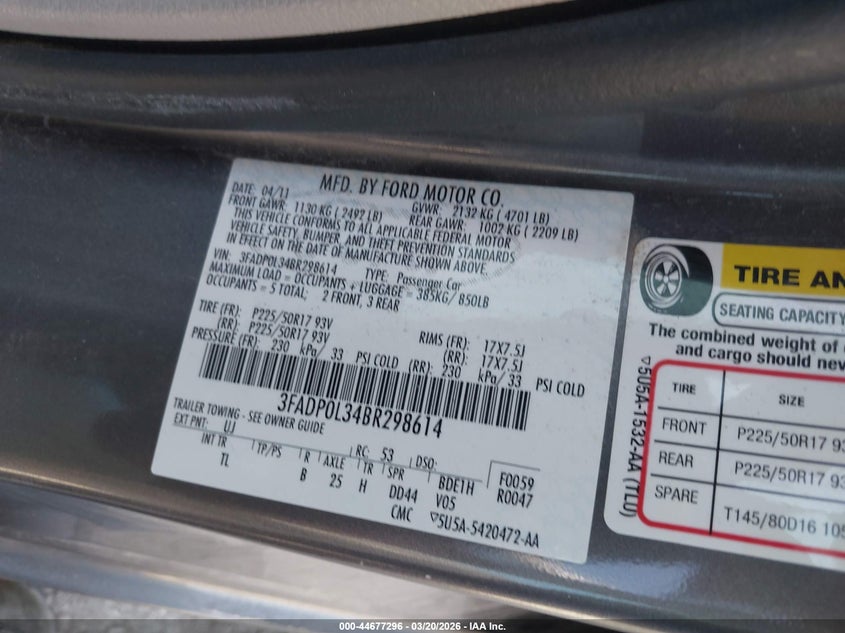 MFD. BY FORD MOTOR CO.
DATE: 04/11 GVWR: 2132 KG ( 4701 LB)
FRONT GAWR: 1130 KG ( 2492 LB) REAR GAWR: 1002 KG ( 2209 LB)
THIS VEHICLE CONFORMS TO ALL APPLICABLE FEDERAL MOTOR
VEHICLE SAFETY, BUMPER, AND THEFT PREVENTION STANDARDS
IN EFFECT ON THE DATE OF MANUFACTURE SHOWN ABOVE.
VIN: 3FADP0L34BR298614 TYPE: Passenger Car
MAXIMUM LOAD = OCCUPANTS + LUGGAGE = 385KG/ 850LB
OCCUPANTS = 5 TOTAL; 2 FRONT, 3 REAR
TIRE (FR): P225/50R17 93V RIMS (FR): 17X7.5J
(RR): P225/50R17 93V (RR): 17X7.5J
PRESSURE (FR): 230 kPa/ 33 PSI COLD (RR): 230 kPa/ 33 PSI COLD
3FADP0L34BR298614
TRAILER TOWING - SEE OWNER GUIDE
EXT PNT: UJ RC: 53 DSO: F0059
INT TR TP/PS R AXLE TR SPR BDE1H R0047
TL B 25 H DD44 V05
CMC ▽5U5A-5420472-AA
TIRE AN
SEATING CAPACITY
The combined weight of
and cargo should nev
▽5U5A-1532-AA (TLU)
TIRE SIZE
FRONT P225/50R17 93
REAR P225/50R17 93
SPARE T145/80D16 105
000-44677296 - 03/20/2026 - IAA Inc.